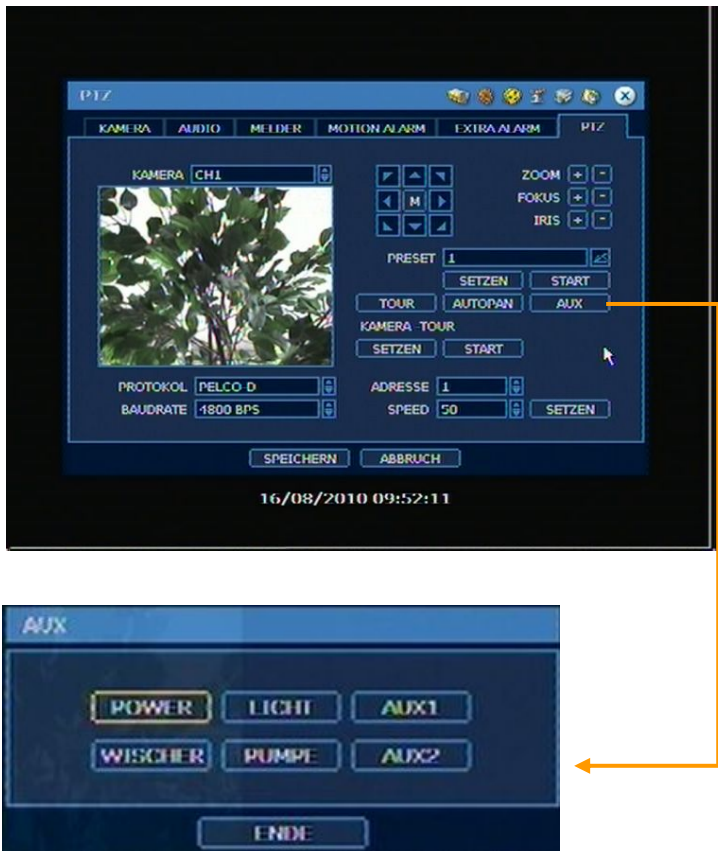 PTZ
KAMERA AUDIO MELDER MOTION ALARM EXTRA ALARM PTZ
KAMERA CH1
M
ZOOM + -
FOKUS + -
IRIS + -
PRESET 1
SETZEN START
TOUR AUTOPAN AUX
KAMERA TOUR
SETZEN START
PROTOKOL PELCO-D
ADRESSE 1
BAUDRATE 4800 BPS
SPEED 50 SETZEN
SPEICHERN ABBRUCH
16/08/2010 09:52:11
AUX
POWER LICHT AUX1
WISCHER PUMPE AUX2
ENDE